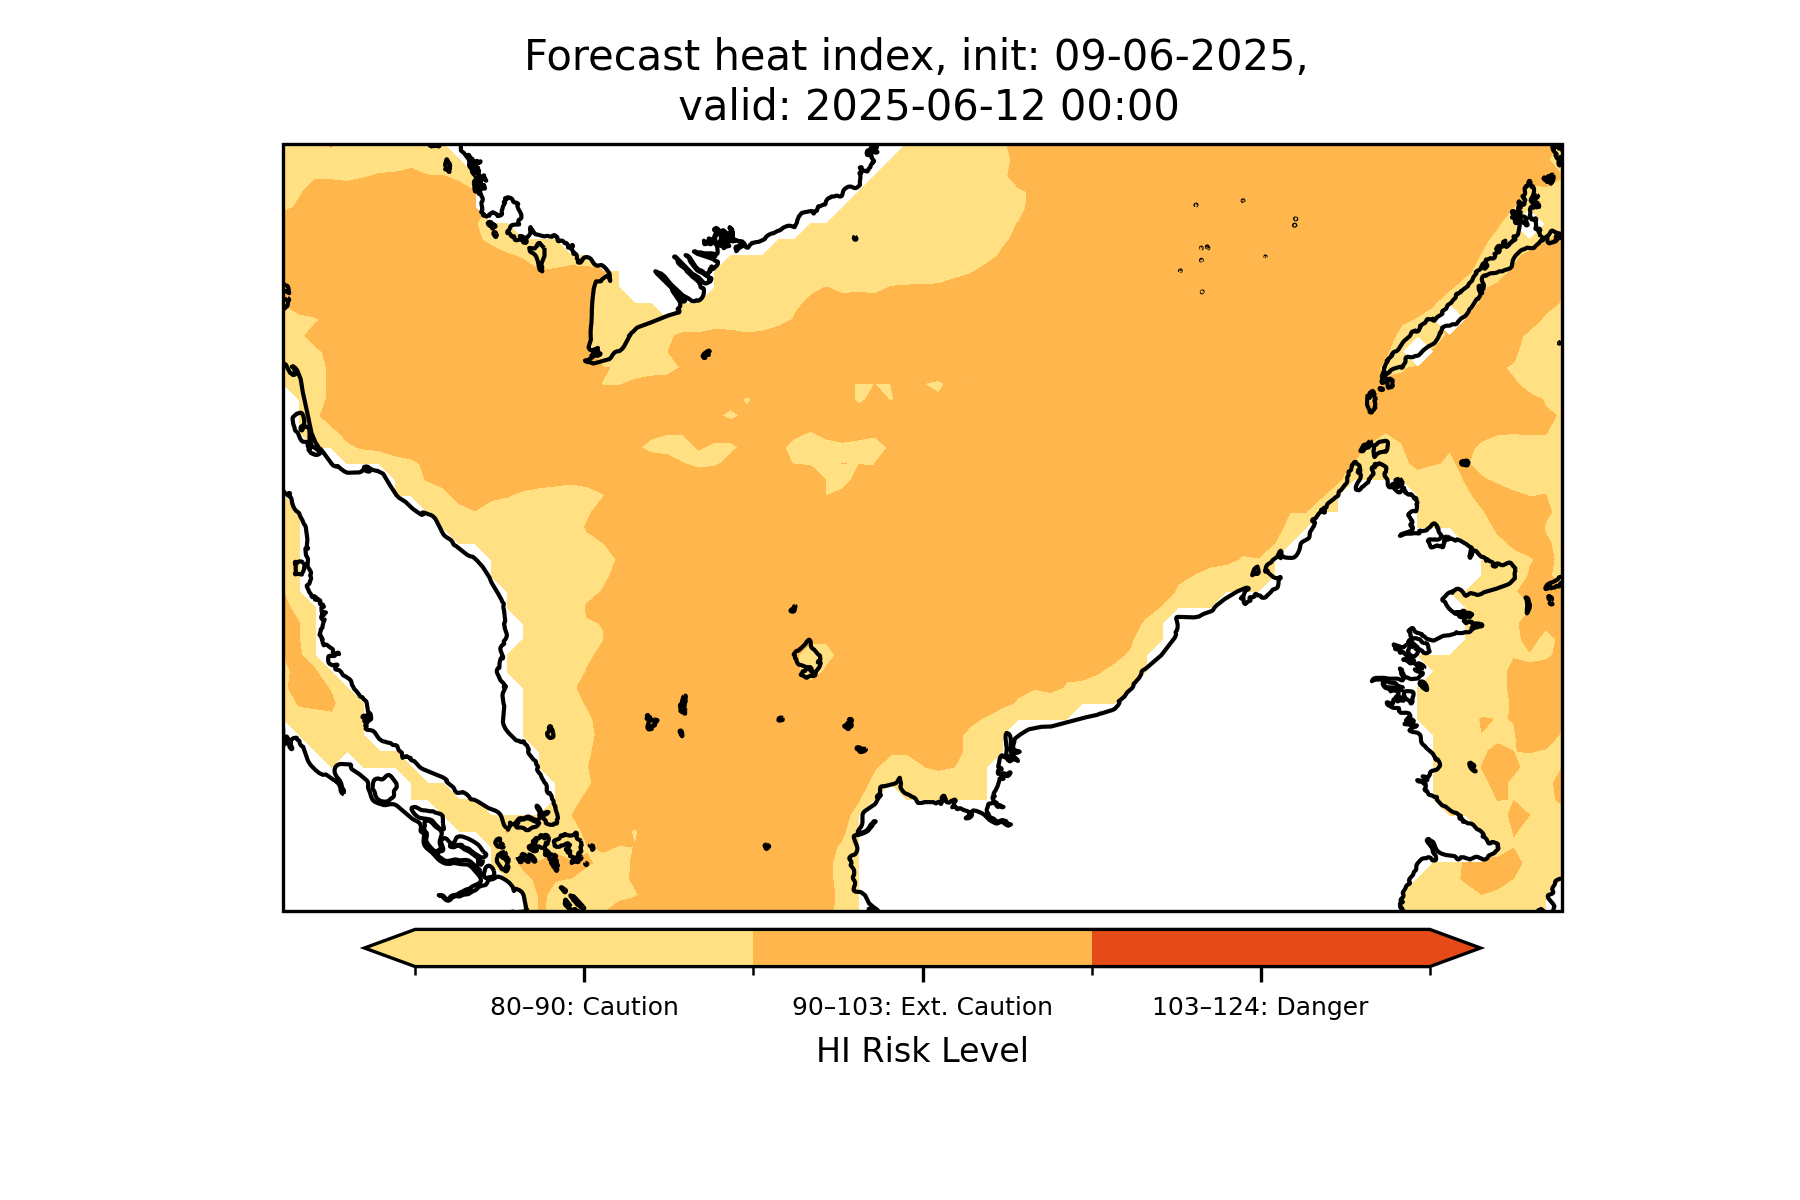 Forecast heat index, init: 09-06-2025,
valid: 2025-06-12 00:00
80–90: Caution
90–103: Ext. Caution
103–124: Danger
HI Risk Level